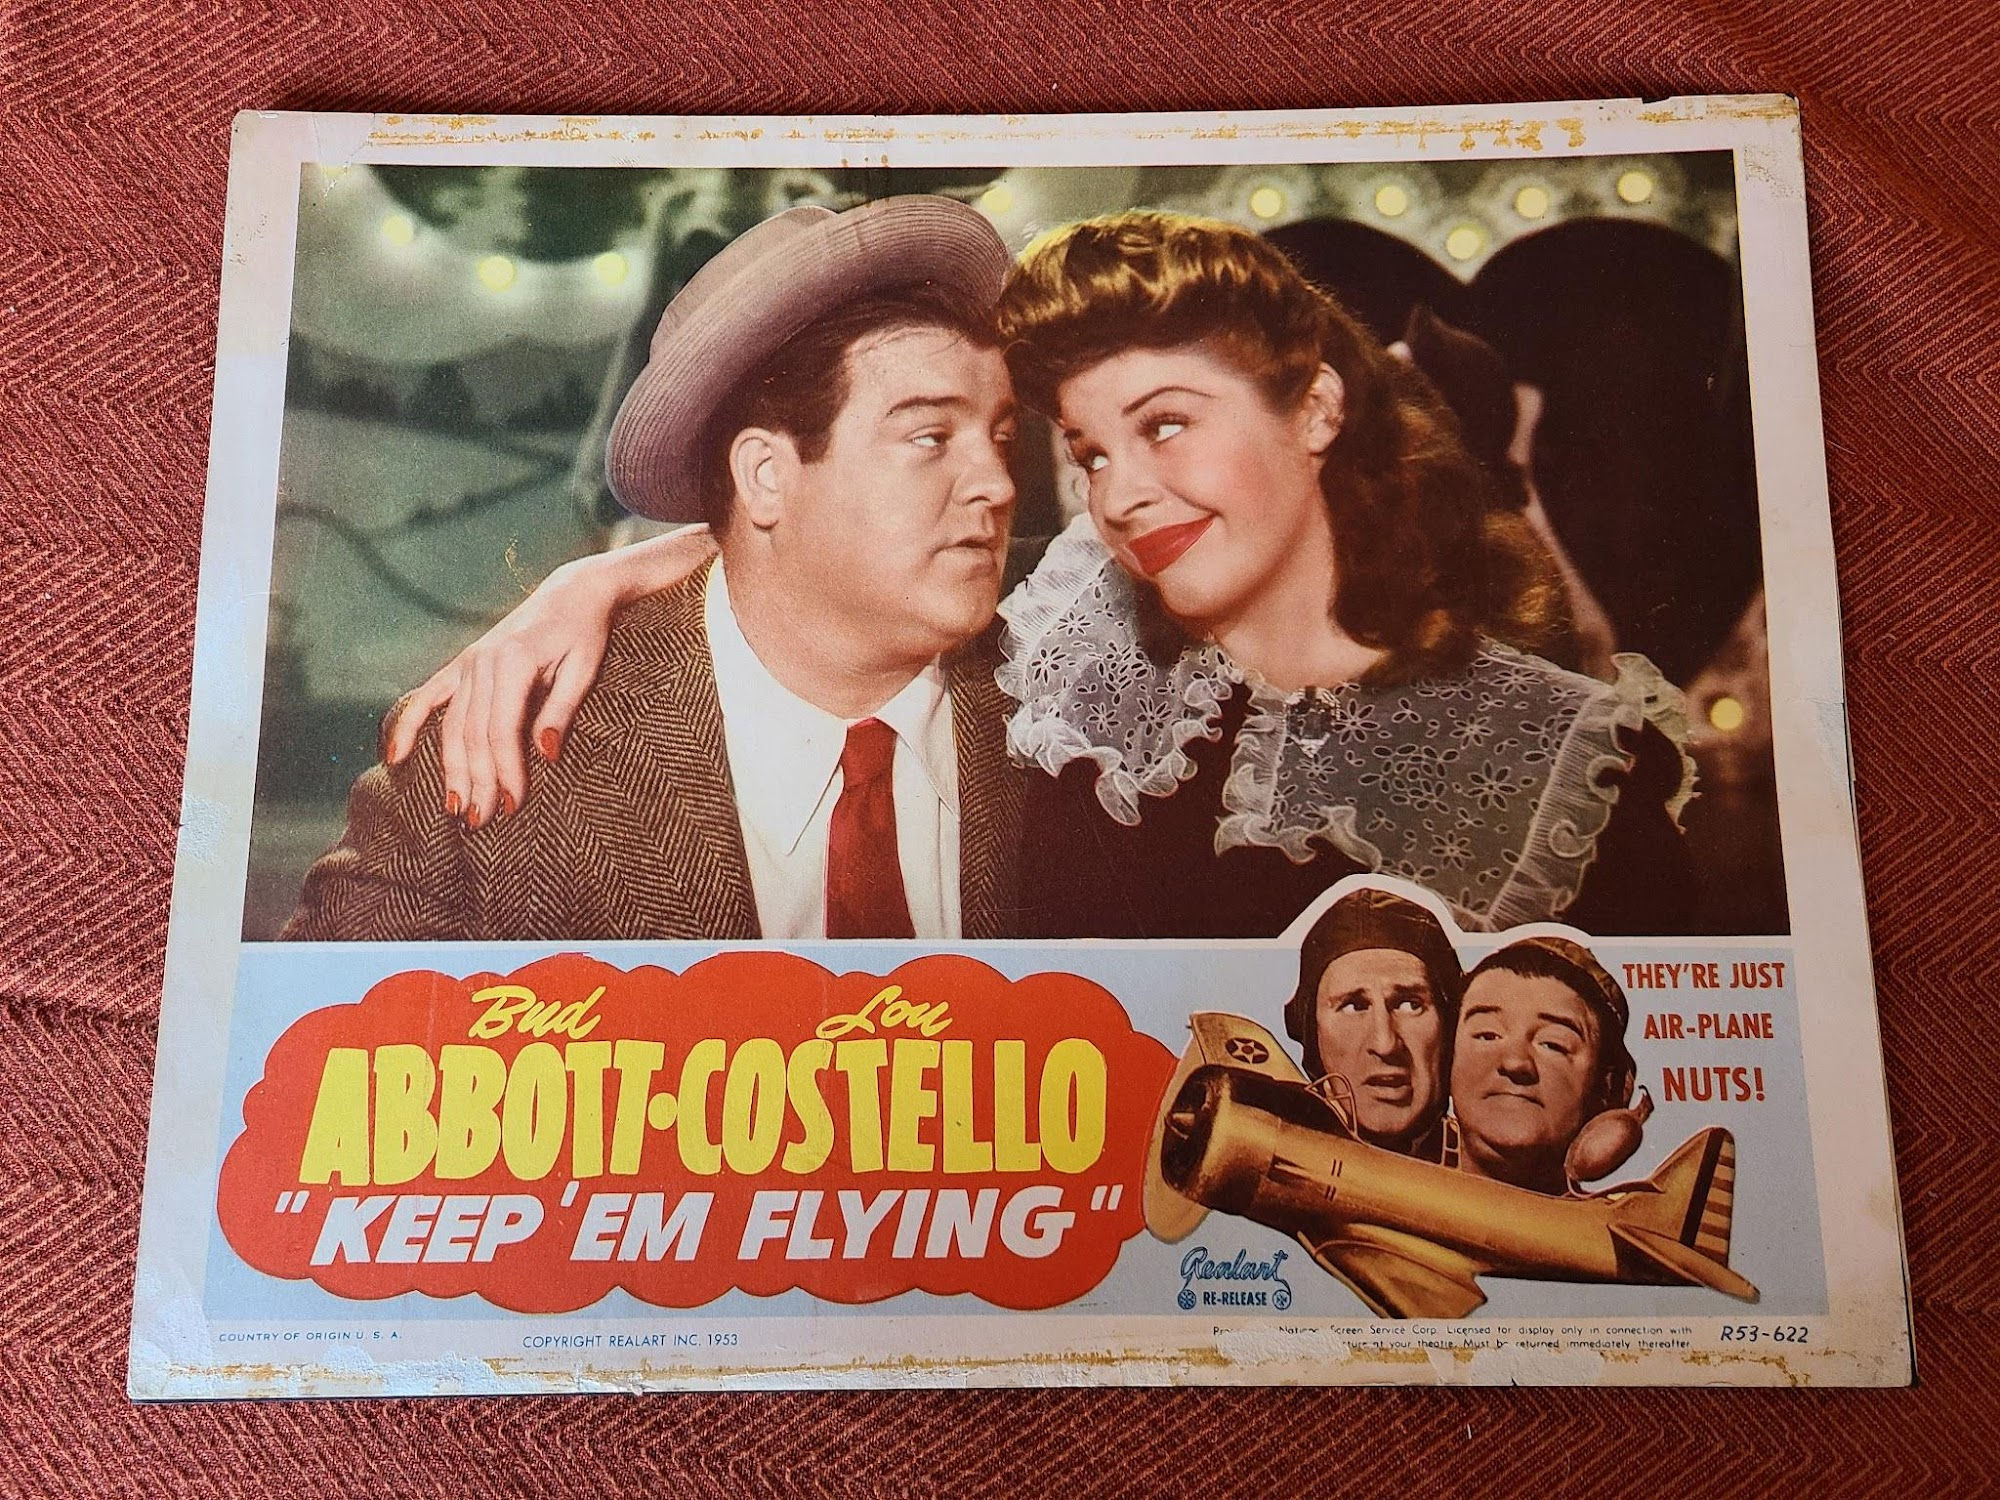 Bud Lou
ABBOTT·COSTELLO
"KEEP 'EM FLYING"
THEY'RE JUST
AIR-PLANE
NUTS!
Realart
RE-RELEASE
COUNTRY OF ORIGIN U. S. A.
COPYRIGHT REALART INC. 1953
Screen Service Corp. Licensed for display only in connection with
at your theatre. Must be returned immediately thereafter
R53-622